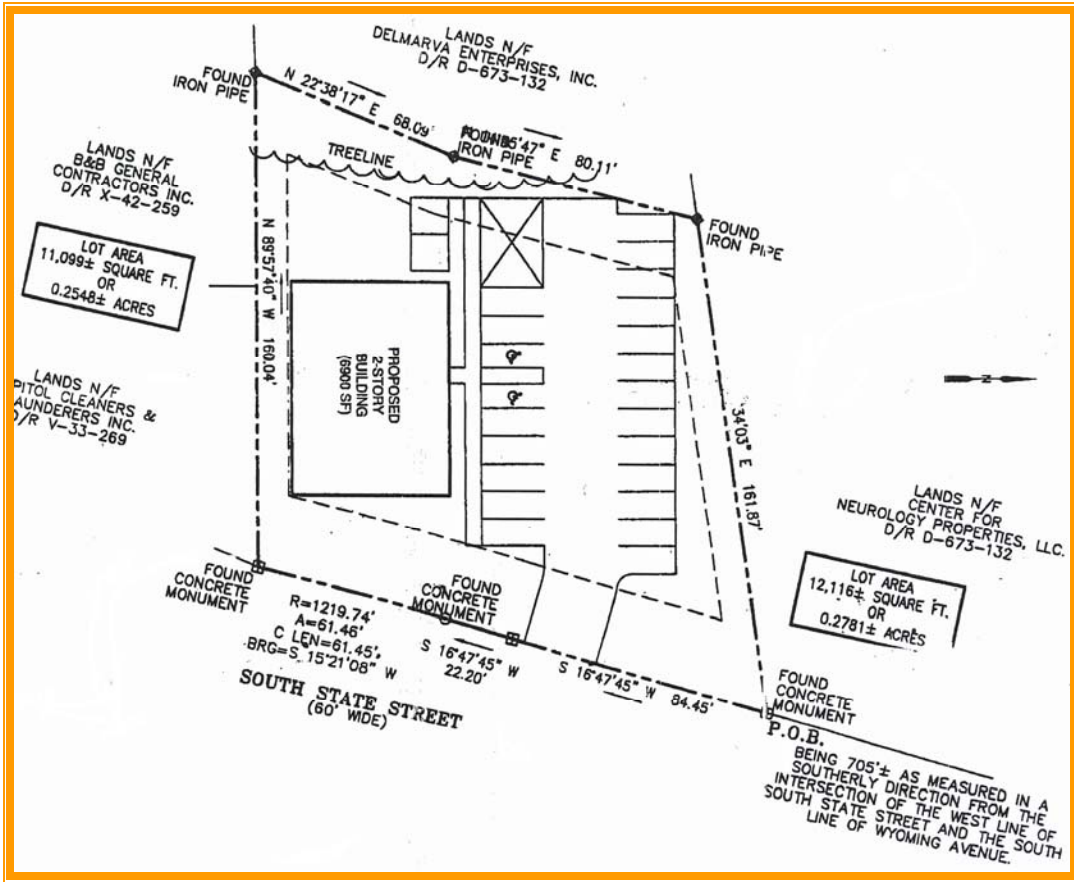 LANDS N/F
DELMARVA ENTERPRISES, INC.
D/R D-673-132
FOUND
IRON PIPE
N 22°38'17" E 68.09'
FOUND
IRON PIPE
5'47" E 80.11'
TREELINE
FOUND
IRON PIPE
LANDS N/F
B&B GENERAL
CONTRACTORS INC.
D/R X-42-259
LOT AREA
11,099± SQUARE FT.
OR
0.2548± ACRES
N 89°57'40" W 160.04'
PROPOSED
2-STORY
BUILDING
(6900 SF)
LANDS N/F
PITOL CLEANERS &
AUNDERERS INC.
D/R V-33-269
N
'34'03" E 161.87'
LANDS N/F
CENTER FOR
NEUROLOGY PROPERTIES, LLC.
D/R D-673-132
LOT AREA
12,116± SQUARE FT.
OR
0.2781± ACRES
FOUND
CONCRETE
MONUMENT
R=1219.74'
A=61.46'
C LEN=61.45',
BRG=S 15°21'08" W
FOUND
CONCRETE
MONUMENT
S 16°47'45" W
22.20'
S 16°47'45" W 84.45'
SOUTH STATE STREET
(60' WIDE)
FOUND
CONCRETE
MONUMENT
P.O.B.
BEING 705'± AS MEASURED IN A
SOUTHERLY DIRECTION FROM THE
INTERSECTION OF THE WEST LINE OF
SOUTH STATE STREET AND THE SOUTH
LINE OF WYOMING AVENUE.